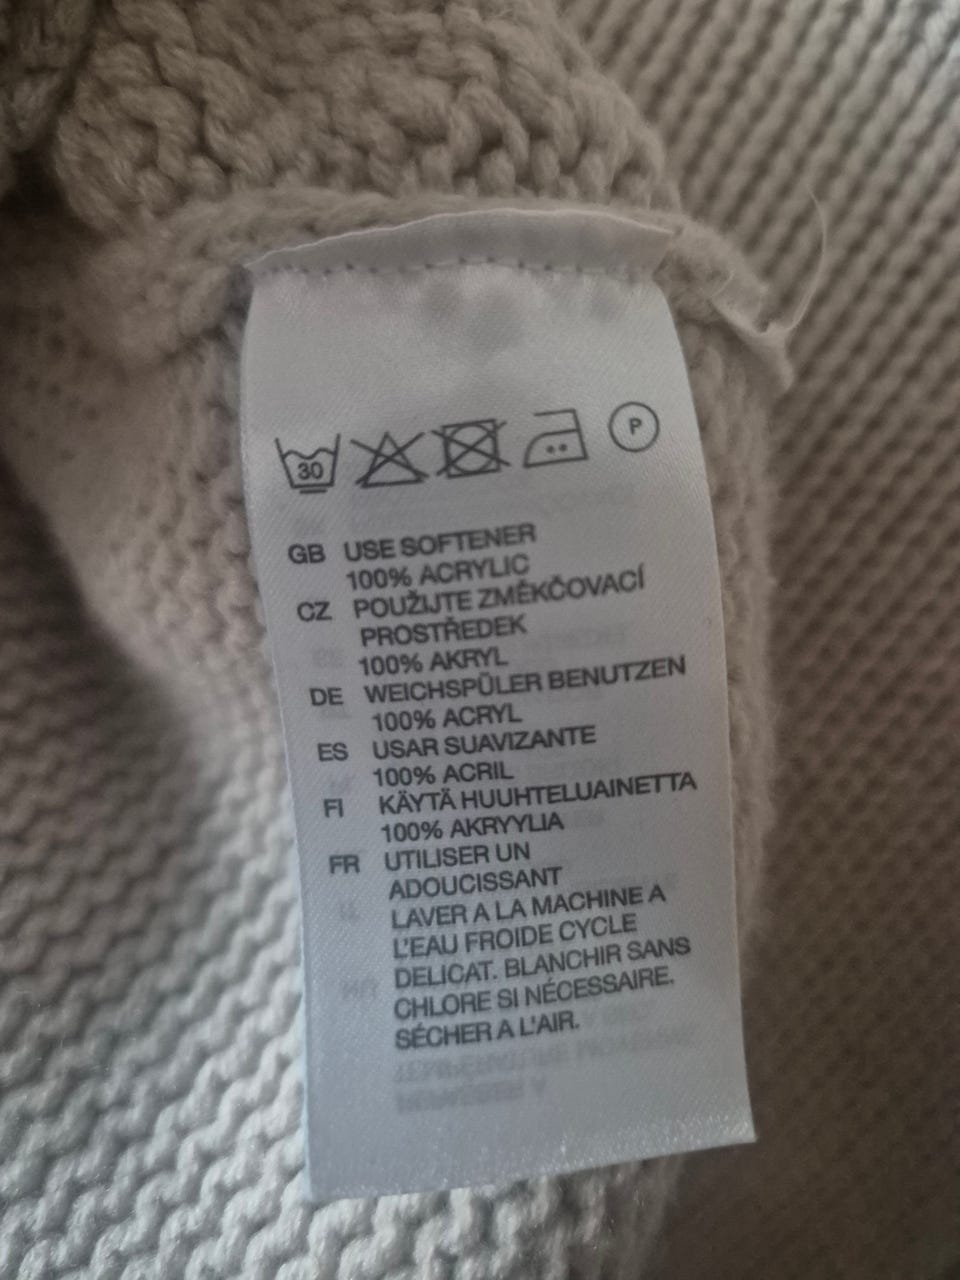 30 P
GB USE SOFTENER
100% ACRYLIC
CZ POUŽIJTE ZMĚKČOVACÍ
PROSTŘEDEK
100% AKRYL
DE WEICHSPÜLER BENUTZEN
100% ACRYL
ES USAR SUAVIZANTE
100% ACRIL
FI KÄYTÄ HUUHTELUAINETTA
100% AKRYYLIA
FR UTILISER UN
ADOUCISSANT
LAVER A LA MACHINE A
L'EAU FROIDE CYCLE
DELICAT. BLANCHIR SANS
CHLORE SI NÉCESSAIRE.
SÉCHER A L'AIR.